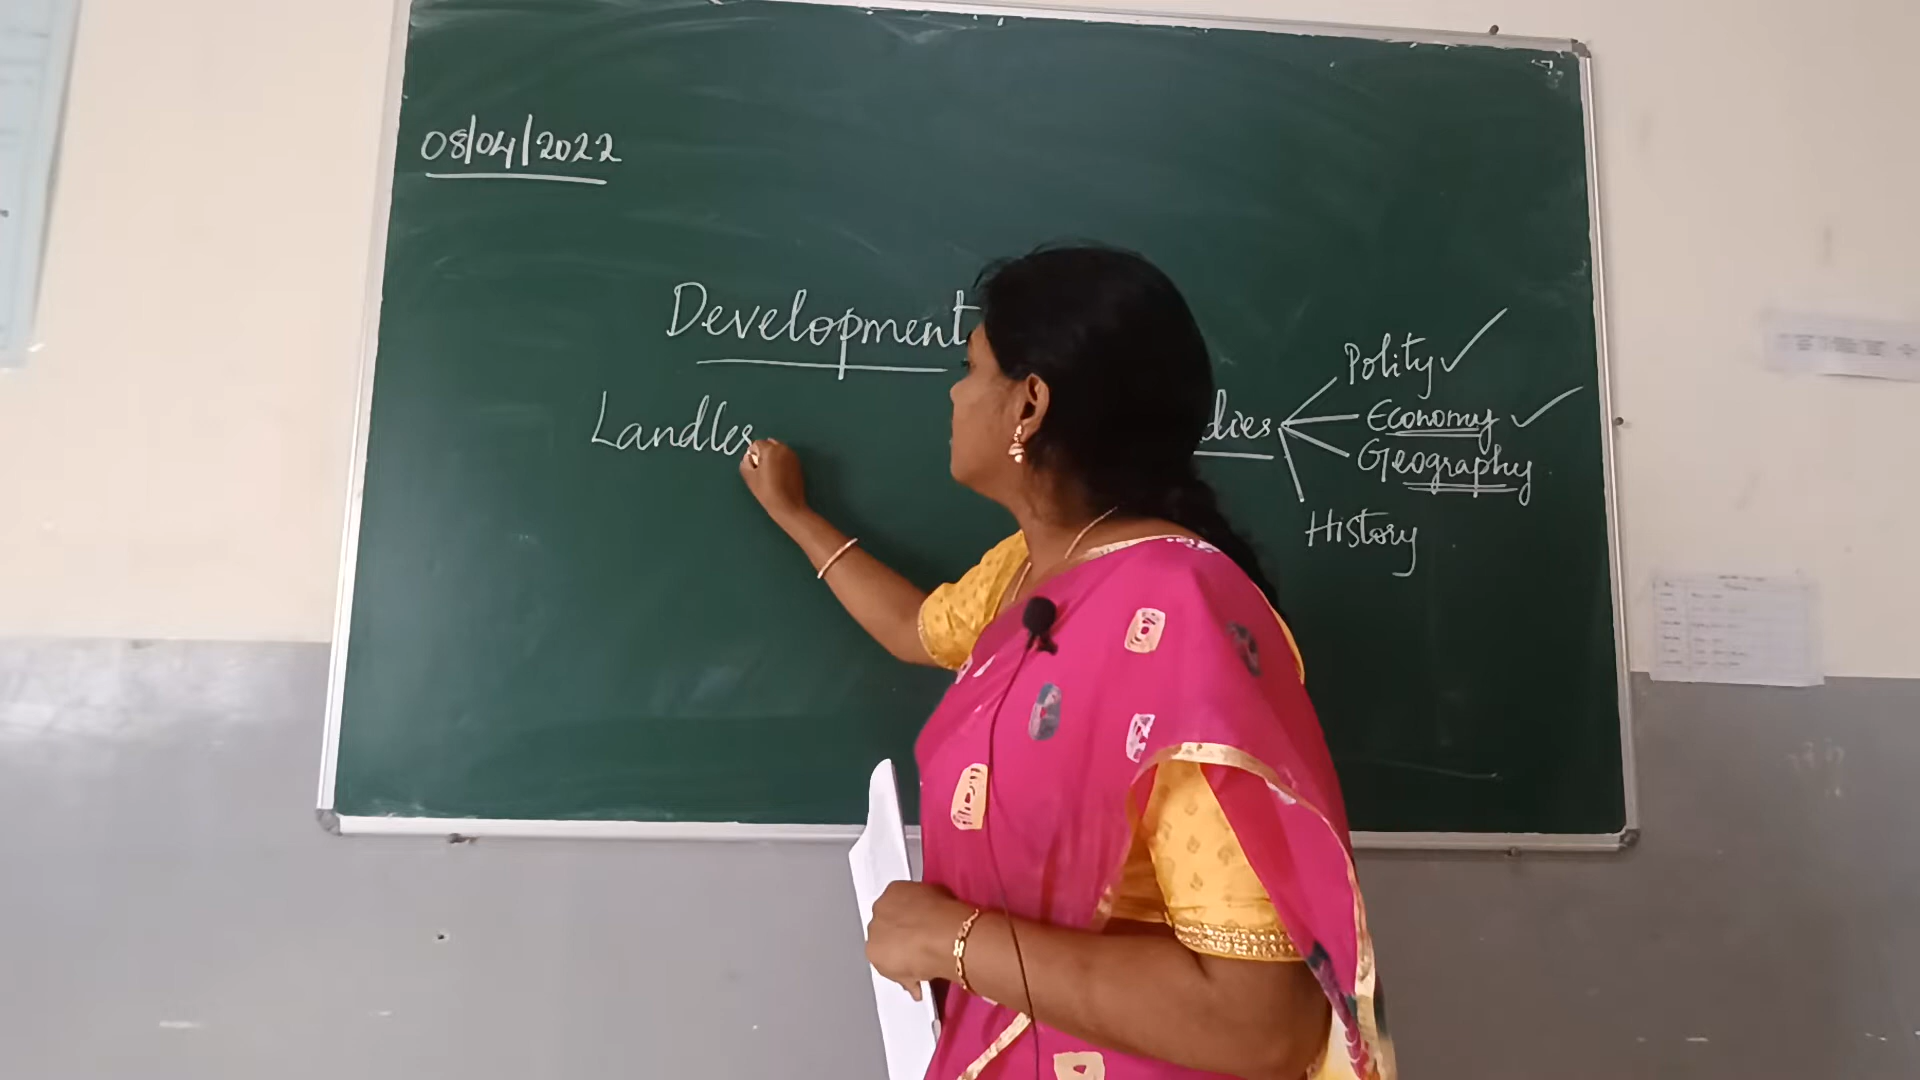 08/04/2022
Development
Landles
dies
Polity
Economy
Geography
History